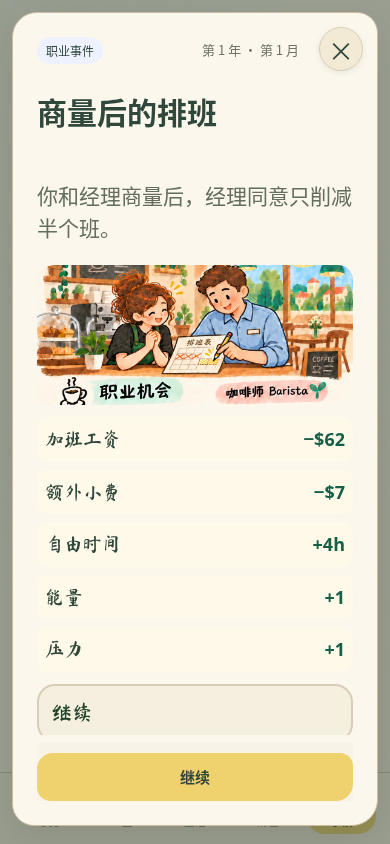 职业事件
第1年 · 第1月
商量后的排班
你和经理商量后，经理同意只削减
半个班。
排班表
COFFEE
职业机会
咖啡师 Barista
加班工资 −$62
额外小费 −$7
自由时间 +4h
能量 +1
压力 +1
继续
继续